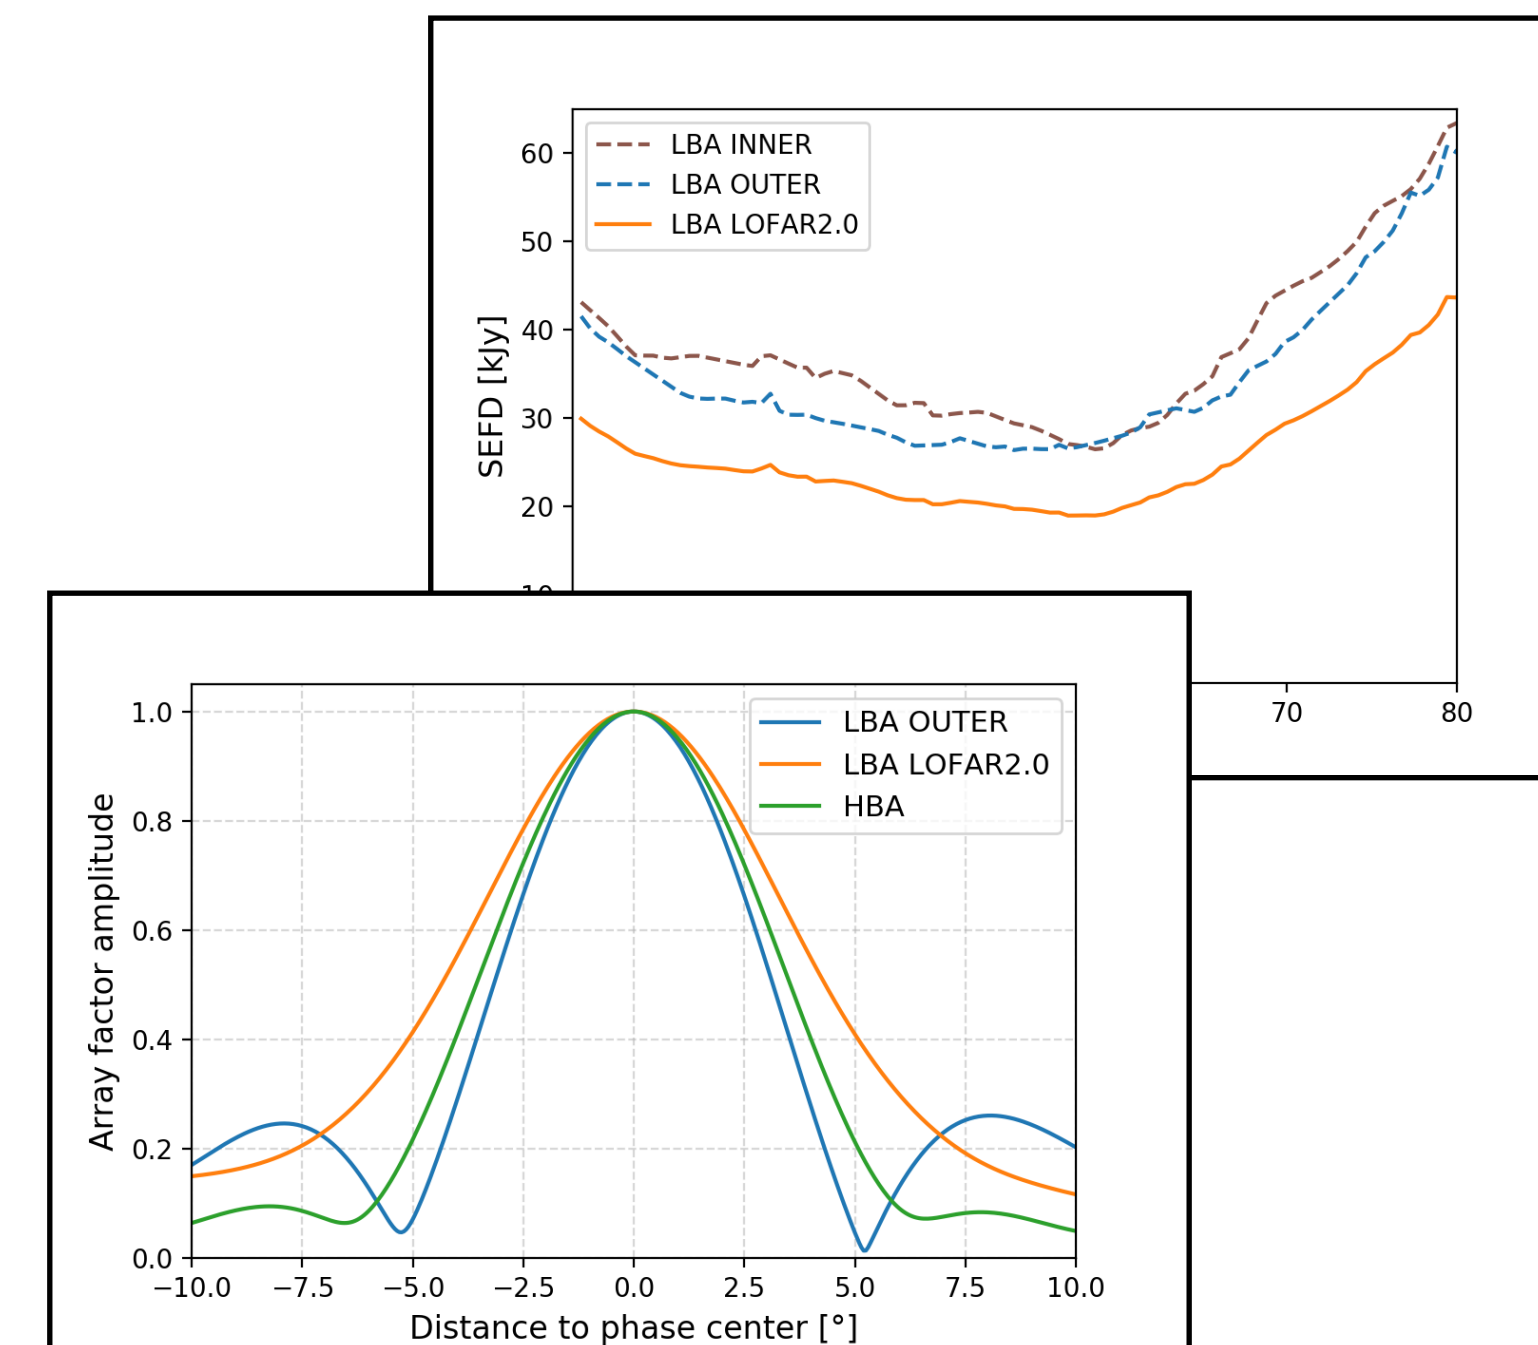 LBA INNER
LBA OUTER
LBA LOFAR2.0
60
50
40
30
20
10
SEFD [kJy]
70
80
LBA OUTER
LBA LOFAR2.0
HBA
1.0
0.8
0.6
0.4
0.2
0.0
Array factor amplitude
−10.0 −7.5 −5.0 −2.5 0.0 2.5 5.0 7.5 10.0
Distance to phase center [°]